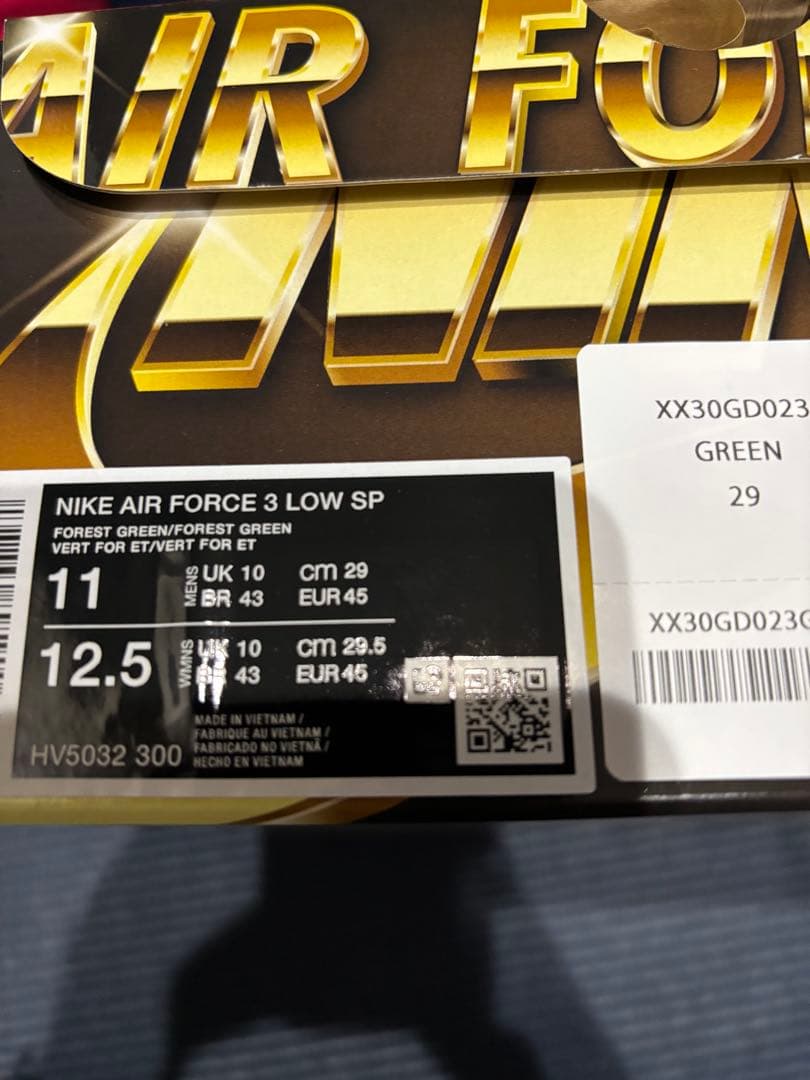 AIR FO
NIKE AIR FORCE 3 LOW SP
FOREST GREEN/FOREST GREEN
VERT FOR ET/VERT FOR ET
11 MENS UK 10 cm 29
BR 43 EUR 45
12.5 WMNS UK 10 cm 29.5
BR 43 EUR 45
MADE IN VIETNAM /
FABRIQUE AU VIETNAM /
FABRICADO NO VIETNÃ /
HECHO EN VIETNAM
HV5032 300
XX30GD023
GREEN
29
XX30GD023G